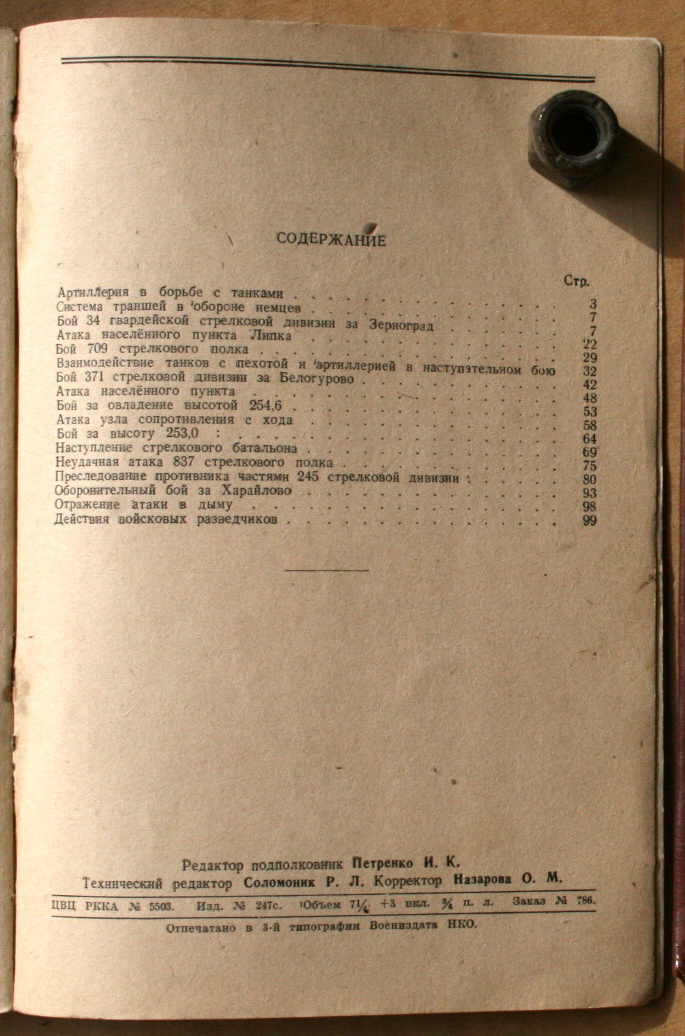 СОДЕРЖАНИЕ
Стр.
Артиллерия в борьбе с танками . . . . . . . . . . . . . . . . 3
Система траншей в обороне немцев . . . . . . . . . . . . . . . 7
Бой 34 гвардейской стрелковой дивизии за Зерноград . . . . . . . 7
Атака населённого пункта Липка . . . . . . . . . . . . . . . . 22
Бой 709 стрелкового полка . . . . . . . . . . . . . . . . . . 29
Взаимодействие танков с пехотой и артиллерией в наступательном бою 32
Бой 371 стрелковой дивизии за Белогурово . . . . . . . . . . . . 42
Атака населённого пункта . . . . . . . . . . . . . . . . . . 48
Бой за овладение высотой 254,6 . . . . . . . . . . . . . . . . 53
Атака узла сопротивления с хода . . . . . . . . . . . . . . . 58
Бой за высоту 253,0 . . . . . . . . . . . . . . . . . . . . 64
Наступление стрелкового батальона . . . . . . . . . . . . . . 69
Неудачная атака 837 стрелкового полка . . . . . . . . . . . . . 75
Преследование противника частями 245 стрелковой дивизии . . . . . 80
Оборонительный бой за Харайлово . . . . . . . . . . . . . . . 93
Отражение атаки в дыму . . . . . . . . . . . . . . . . . . . 98
Действия войсковых разведчиков . . . . . . . . . . . . . . . . 99
Редактор подполковник Петренко И. К.
Технический редактор Соломоник Р. Л. Корректор Назарова О. М.
ЦВЦ РККА № 5503. Изд. № 247с. Объем 7¼ +3 вкл. ¾ п. л. Заказ № 786.
Отпечатано в 3-й типографии Воениздата НКО.